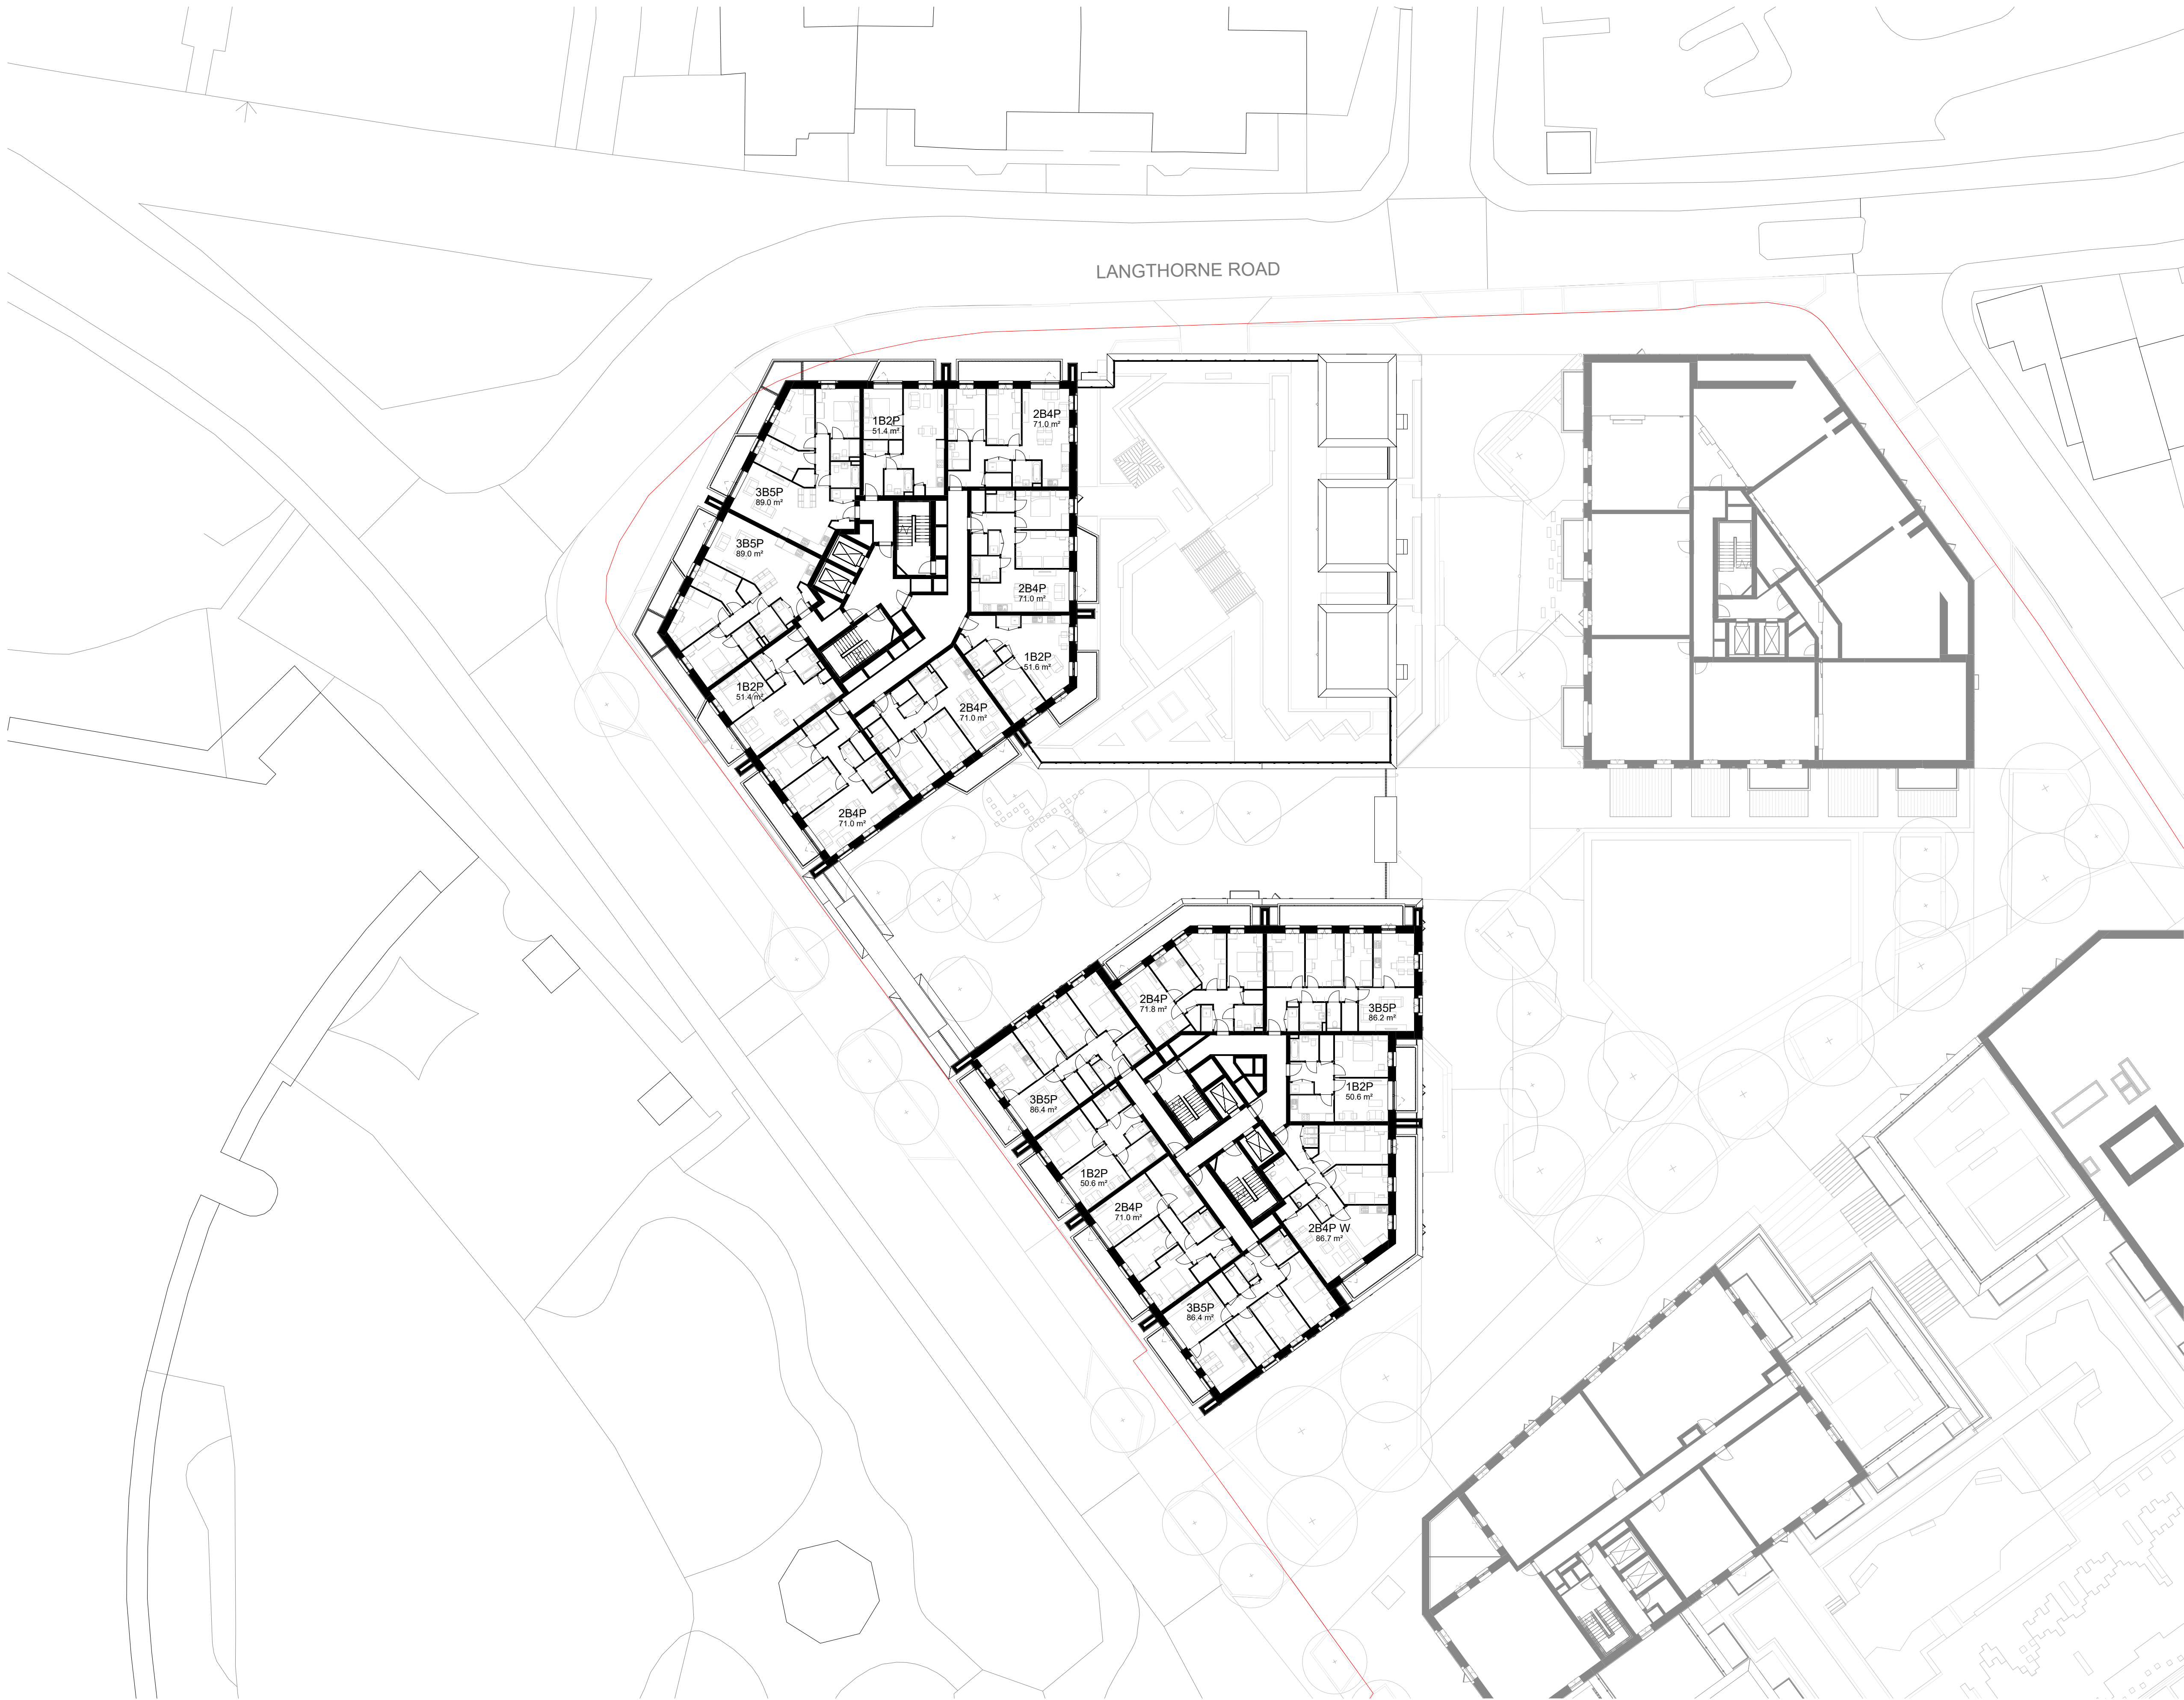 LANGTHORNE ROAD
1B2P
51.4 m²
2B4P
71.0 m²
3B5P
89.0 m²
3B5P
89.0 m²
2B4P
71.0 m²
1B2P
51.6 m²
1B2P
51.4 m²
2B4P
71.0 m²
2B4P
71.0 m²
2B4P
71.8 m²
3B5P
86.2 m²
1B2P
50.6 m²
3B5P
86.4 m²
1B2P
50.6 m²
2B4P
71.0 m²
2B4P W
86.7 m²
3B5P
86.4 m²